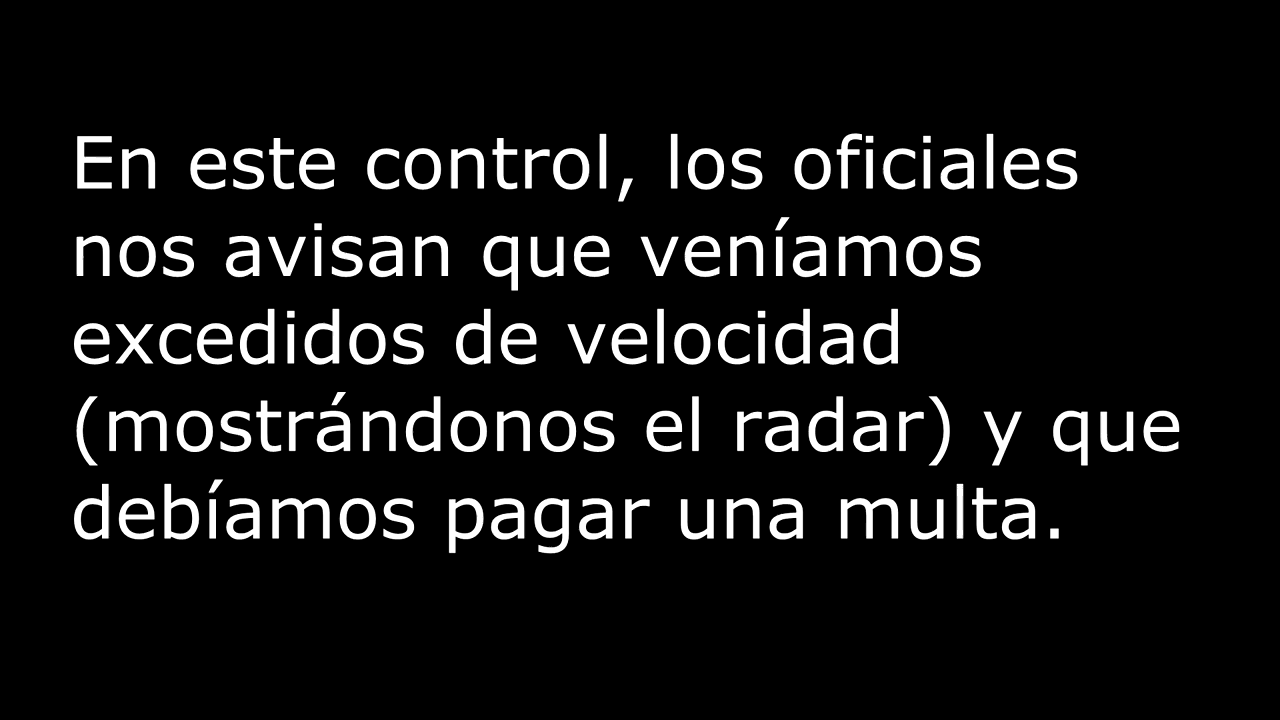 En este control, los oficiales
nos avisan que veníamos
excedidos de velocidad
(mostrándonos el radar) y que
debíamos pagar una multa.